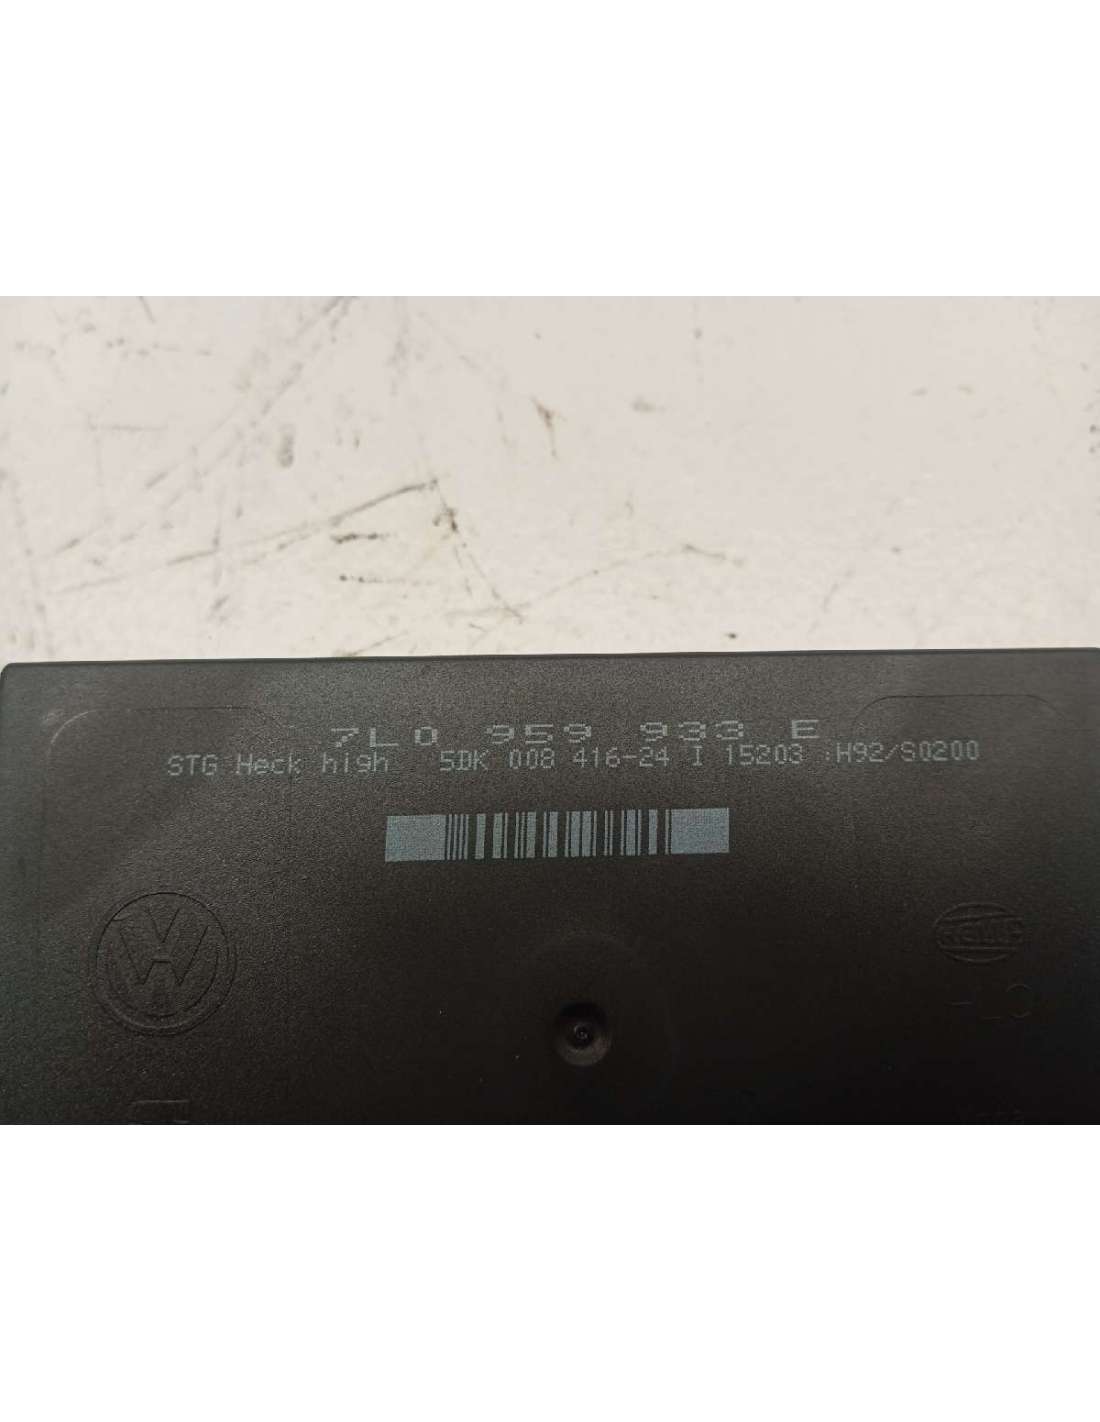 7L0 959 933 E
STG Heck high 5DK 008 416-24 I 15203 :H92/S0200